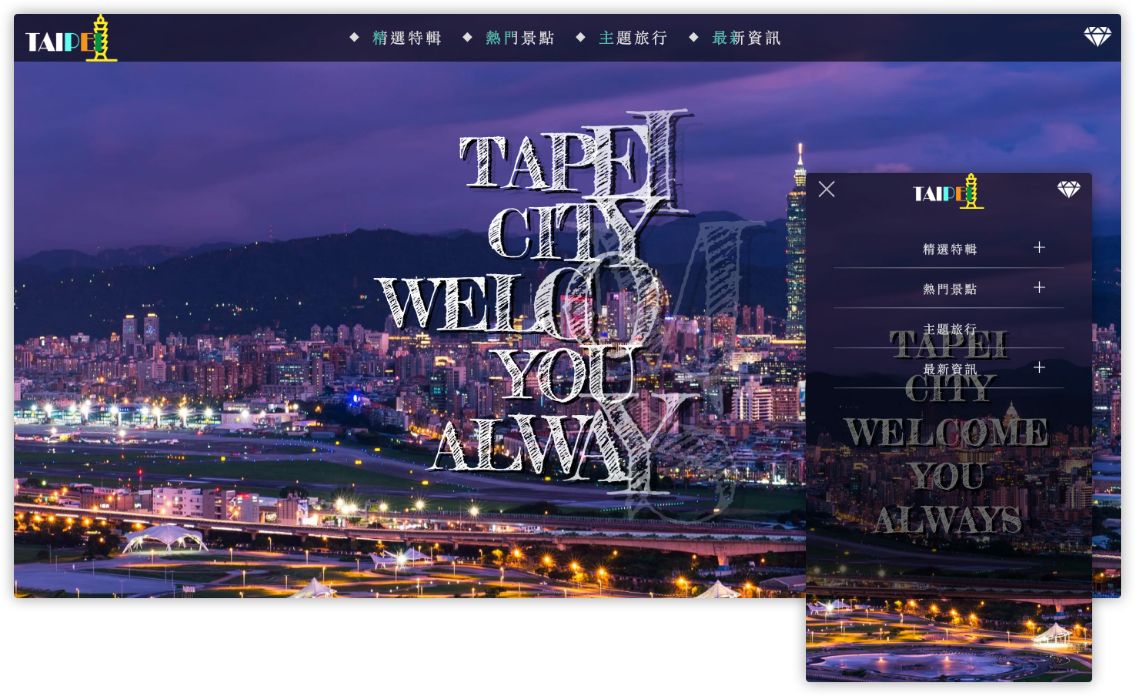 TAIPEI
精選特輯 熱門景點 主題旅行 最新資訊
TAPEI
CITY
WELCOM
YOU
ALWAYS
TAIPEI
精選特輯
熱門景點
主題旅行
TAPEI
最新資訊
CITY
WELCOME
YOU
ALWAYS